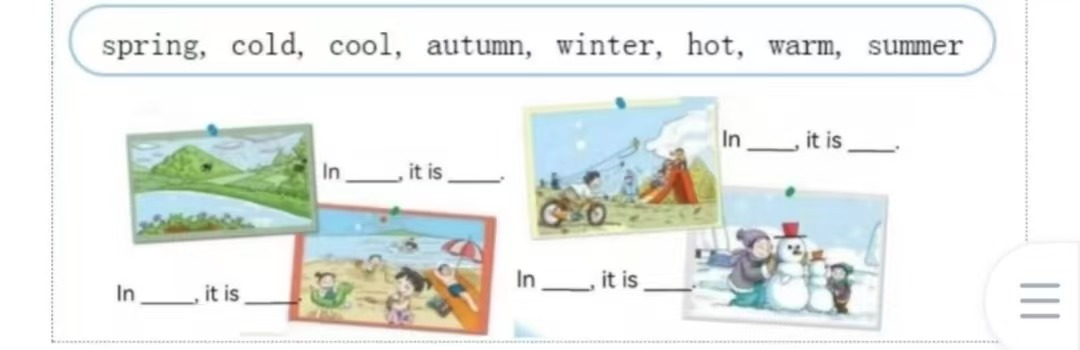 spring, cold, cool, autumn, winter, hot, warm, summer
In ____, it is ____.
In ____, it is ____.
In ____, it is ____.
In ____, it is ____.